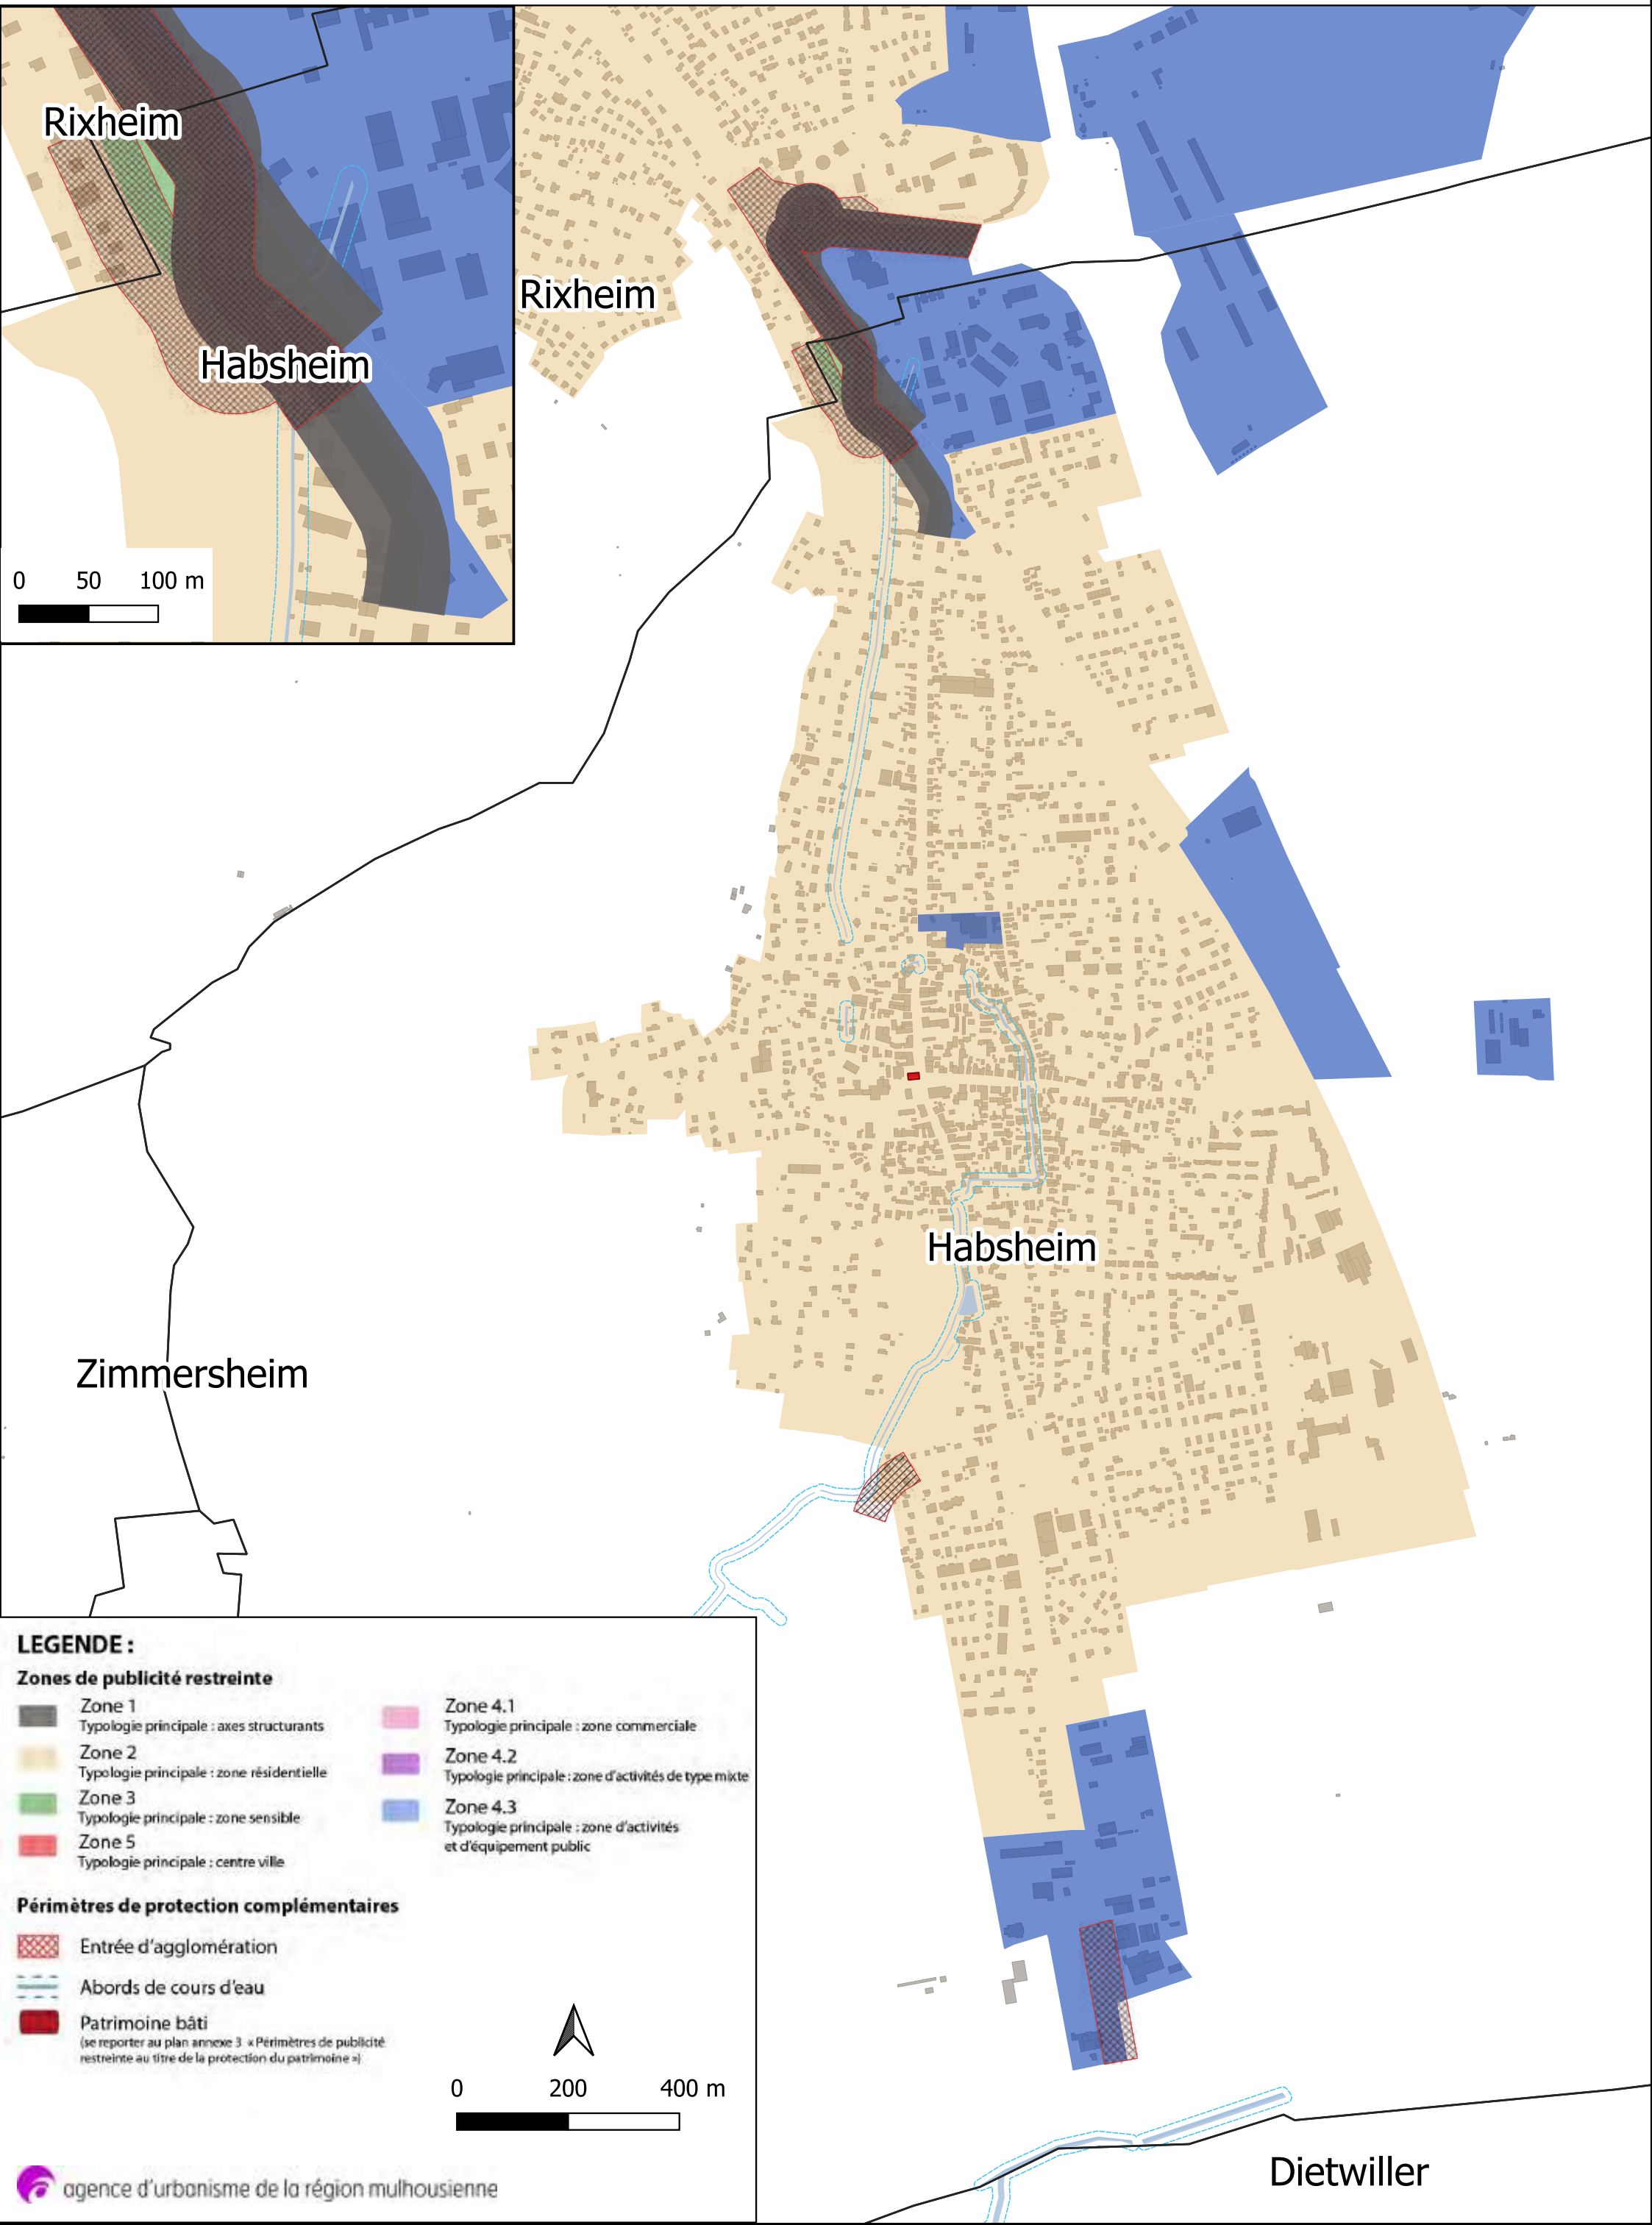 Rixheim
Habsheim
0 50 100 m
Rixheim
Habsheim
Zimmersheim
LEGENDE :
Zones de publicité restreinte
Zone 1
Typologie principale : axes structurants
Zone 2
Typologie principale : zone résidentielle
Zone 3
Typologie principale : zone sensible
Zone 5
Typologie principale : centre ville
Zone 4.1
Typologie principale : zone commerciale
Zone 4.2
Typologie principale : zone d'activités de type mixte
Zone 4.3
Typologie principale : zone d'activités
et d'équipement public
Périmètres de protection complémentaires
Entrée d'agglomération
Abords de cours d'eau
Patrimoine bâti
(se reporter au plan annexe 3 « Périmètres de publicité
restreinte au titre de la protection du patrimoine »)
0 200 400 m
agence d'urbanisme de la région mulhousienne
Dietwiller